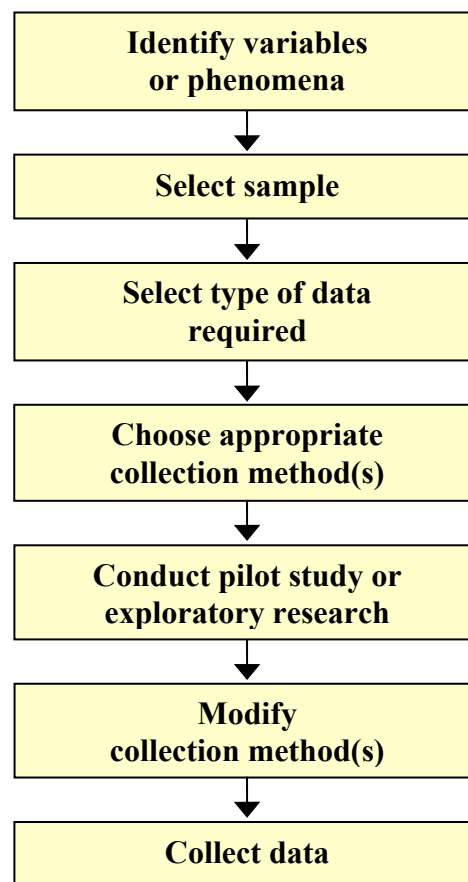 Identify variables
or phenomena
Select sample
Select type of data
required
Choose appropriate
collection method(s)
Conduct pilot study or
exploratory research
Modify
collection method(s)
Collect data